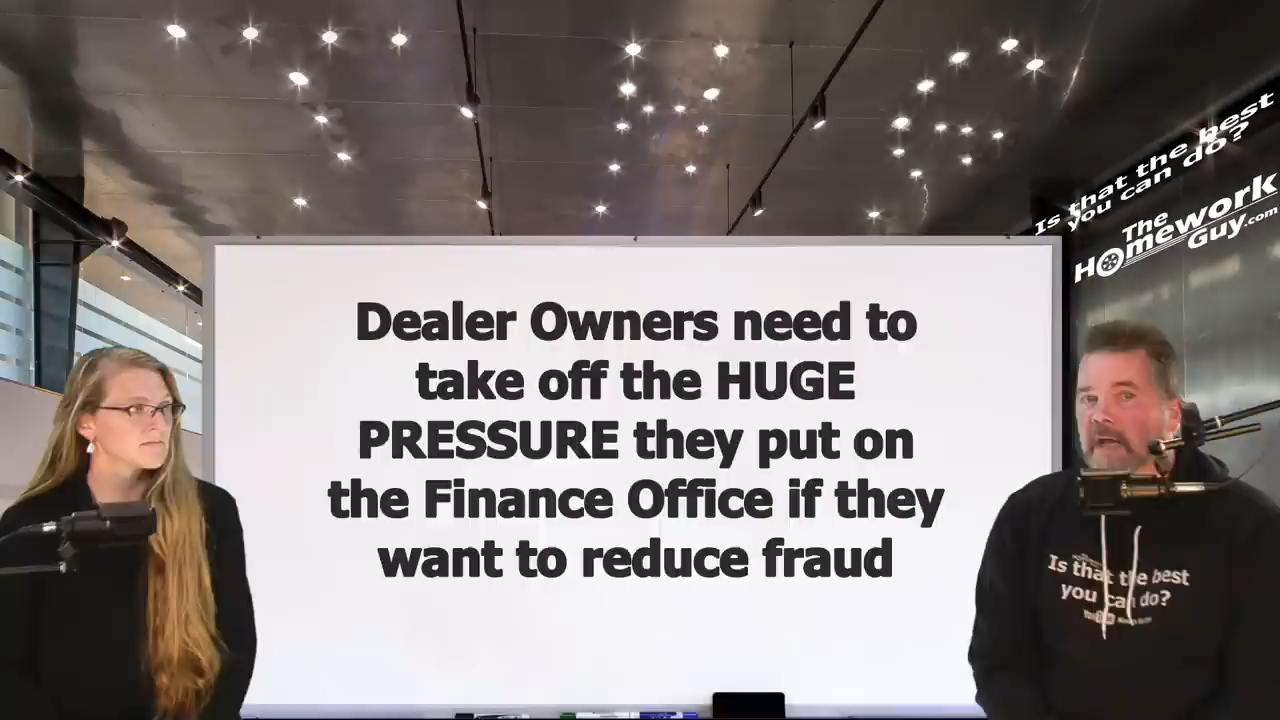 Is that the best
you can do?
The
Homework
Guy.com
Dealer Owners need to
take off the HUGE
PRESSURE they put on
the Finance Office if they
want to reduce fraud
Is that the best
you can do?